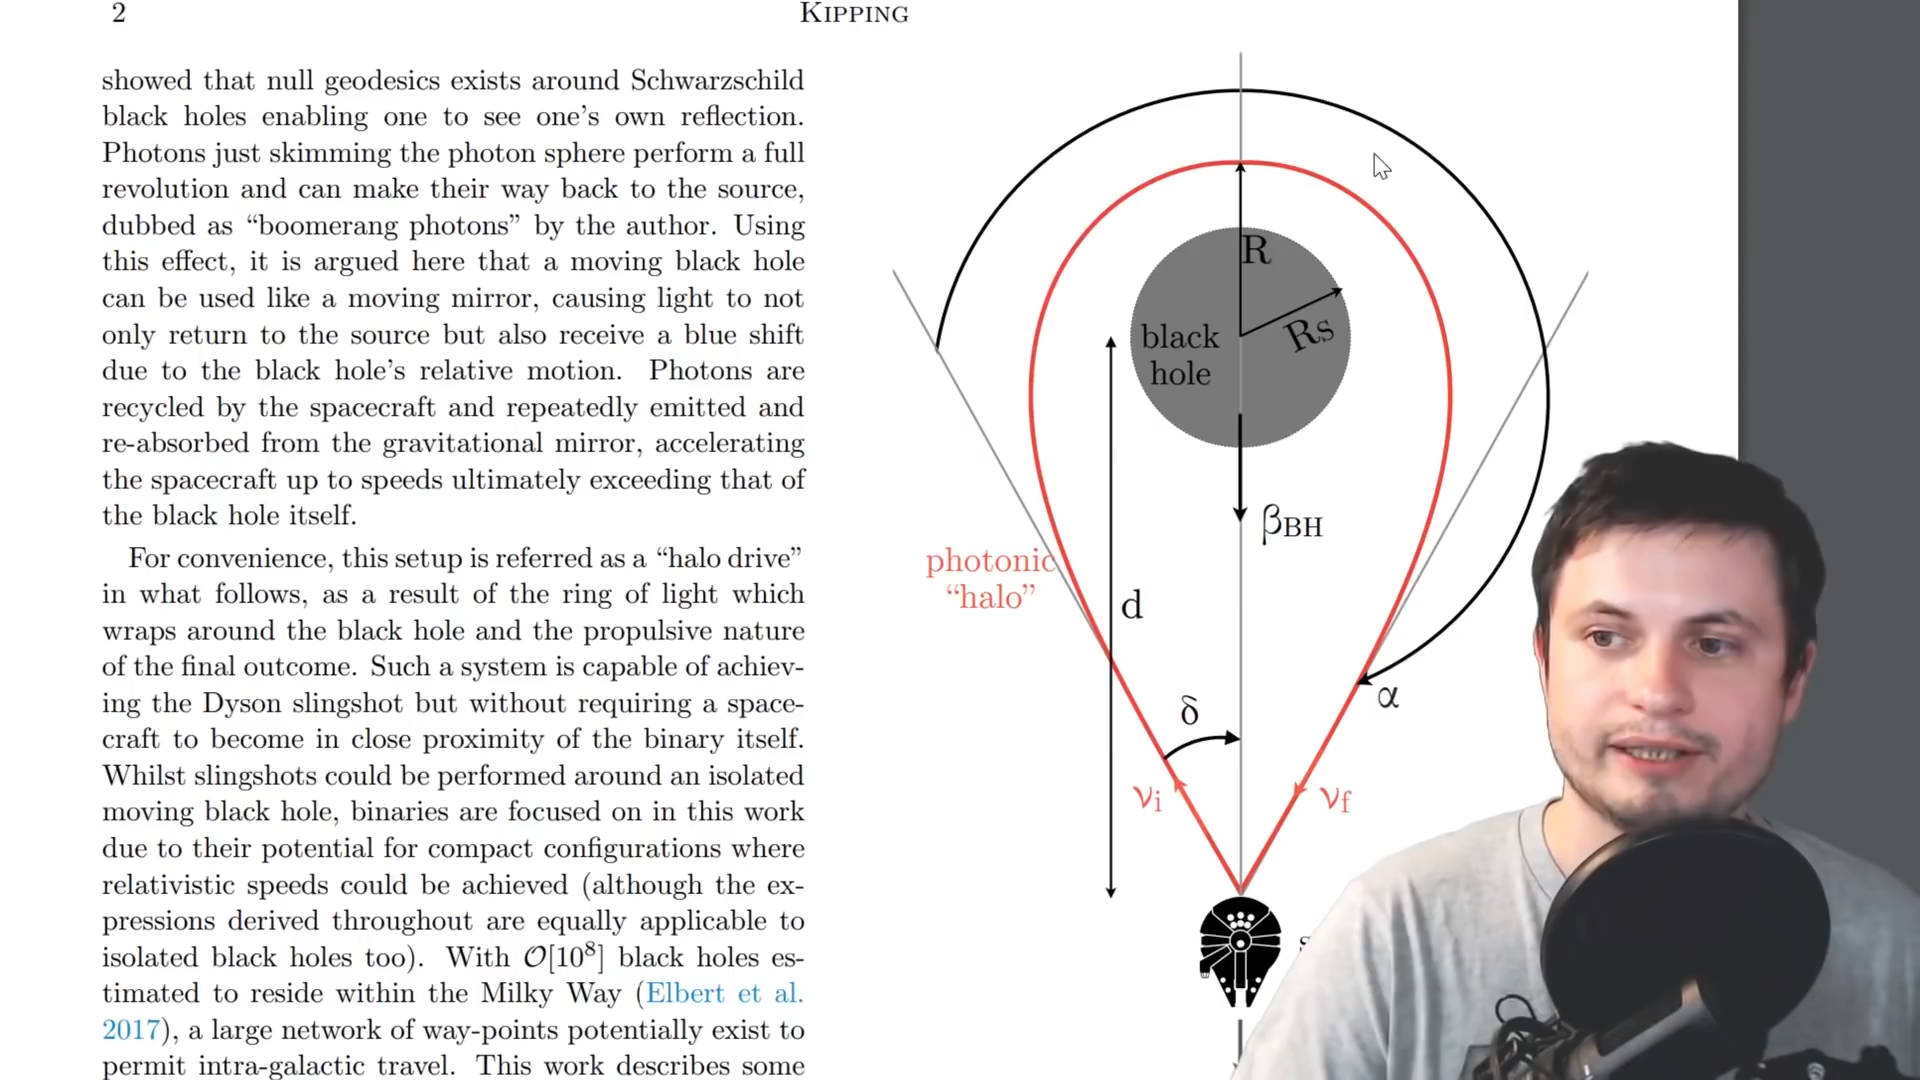 2
KIPPING
showed that null geodesics exists around Schwarzschild
black holes enabling one to see one's own reflection.
Photons just skimming the photon sphere perform a full
revolution and can make their way back to the source,
dubbed as “boomerang photons” by the author. Using
this effect, it is argued here that a moving black hole
can be used like a moving mirror, causing light to not
only return to the source but also receive a blue shift
due to the black hole's relative motion. Photons are
recycled by the spacecraft and repeatedly emitted and
re-absorbed from the gravitational mirror, accelerating
the spacecraft up to speeds ultimately exceeding that of
the black hole itself.
For convenience, this setup is referred as a “halo drive”
in what follows, as a result of the ring of light which
wraps around the black hole and the propulsive nature
of the final outcome. Such a system is capable of achiev-
ing the Dyson slingshot but without requiring a space-
craft to become in close proximity of the binary itself.
Whilst slingshots could be performed around an isolated
moving black hole, binaries are focused on in this work
due to their potential for compact configurations where
relativistic speeds could be achieved (although the ex-
pressions derived throughout are equally applicable to
isolated black holes too). With O[10⁸] black holes es-
timated to reside within the Milky Way (Elbert et al.
2017), a large network of way-points potentially exist to
permit intra-galactic travel. This work describes some
R
Rs
black
hole
βBH
photonic
“halo”
d
δ
α
νi
νf